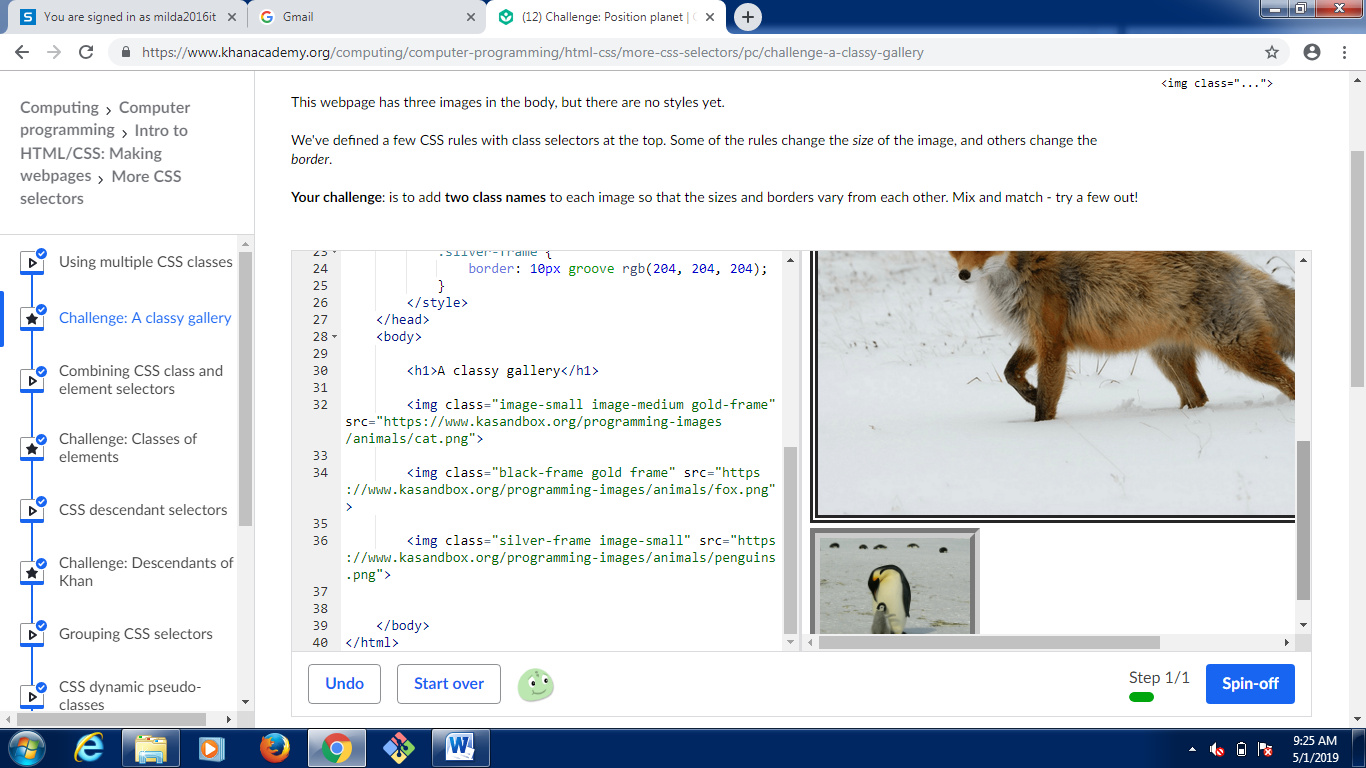 You are signed in as milda2016it
Gmail
(12) Challenge: Position planet |
https://www.khanacademy.org/computing/computer-programming/html-css/more-css-selectors/pc/challenge-a-classy-gallery
Computing > Computer
programming > Intro to
HTML/CSS: Making
webpages > More CSS
selectors
Using multiple CSS classes
Challenge: A classy gallery
Combining CSS class and
element selectors
Challenge: Classes of
elements
CSS descendant selectors
Challenge: Descendants of
Khan
Grouping CSS selectors
CSS dynamic pseudo-
classes
<img class="...">
This webpage has three images in the body, but there are no styles yet.
We've defined a few CSS rules with class selectors at the top. Some of the rules change the size of the image, and others change the
border.
Your challenge: is to add two class names to each image so that the sizes and borders vary from each other. Mix and match - try a few out!
23 .silver-frame {
24 border: 10px groove rgb(204, 204, 204);
25 }
26 </style>
27 </head>
28 <body>
29
30 <h1>A classy gallery</h1>
31
32 <img class="image-small image-medium gold-frame"
src="https://www.kasandbox.org/programming-images
/animals/cat.png">
33
34 <img class="black-frame gold frame" src="https
://www.kasandbox.org/programming-images/animals/fox.png"
>
35
36 <img class="silver-frame image-small" src="https
://www.kasandbox.org/programming-images/animals/penguins
.png">
37
38
39 </body>
40 </html>
Undo
Start over
Step 1/1
Spin-off
9:25 AM
5/1/2019